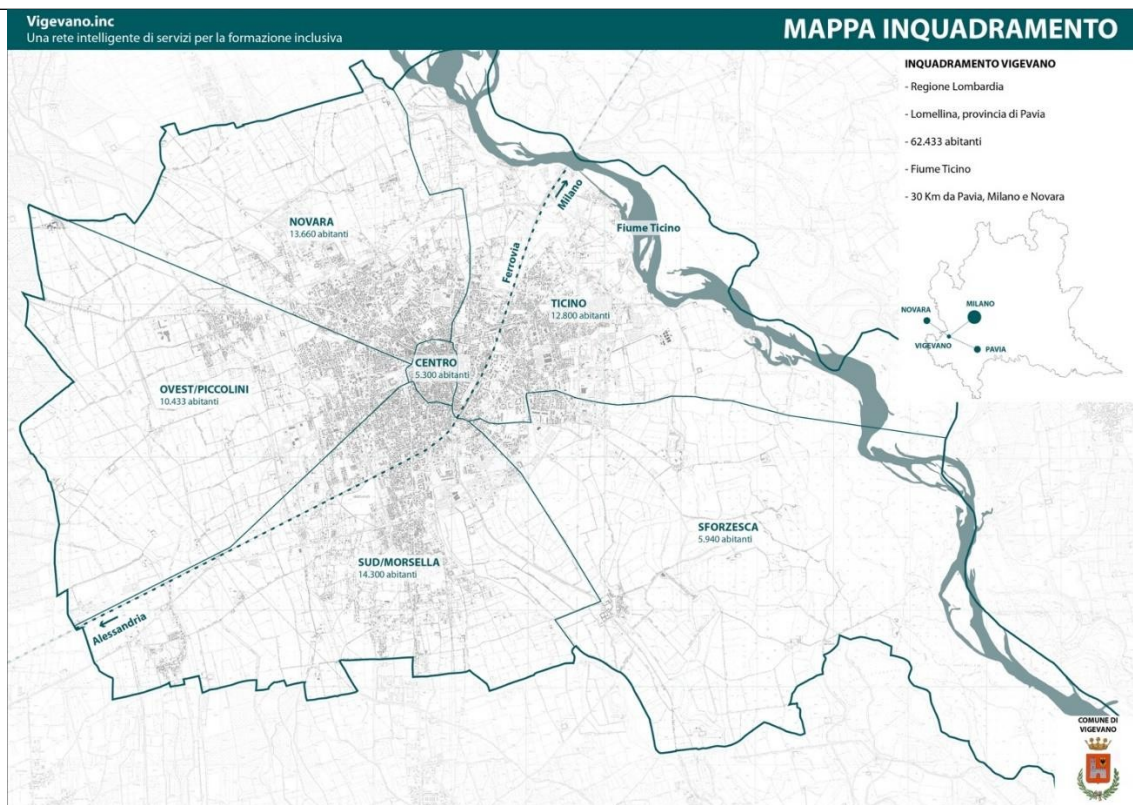 Vigevano.inc
Una rete intelligente di servizi per la formazione inclusiva
MAPPA INQUADRAMENTO
INQUADRAMENTO VIGEVANO
- Regione Lombardia
- Lomellina, provincia di Pavia
- 62.433 abitanti
- Fiume Ticino
- 30 Km da Pavia, Milano e Novara
NOVARA
13.660 abitanti
Milano
Ferrovia
Fiume Ticino
TICINO
12.800 abitanti
CENTRO
5.300 abitanti
OVEST/PICCOLINI
10.433 abitanti
SFORZESCA
5.940 abitanti
SUD/MORSELLA
14.300 abitanti
Alessandria
NOVARA
MILANO
VIGEVANO
PAVIA
COMUNE DI
VIGEVANO